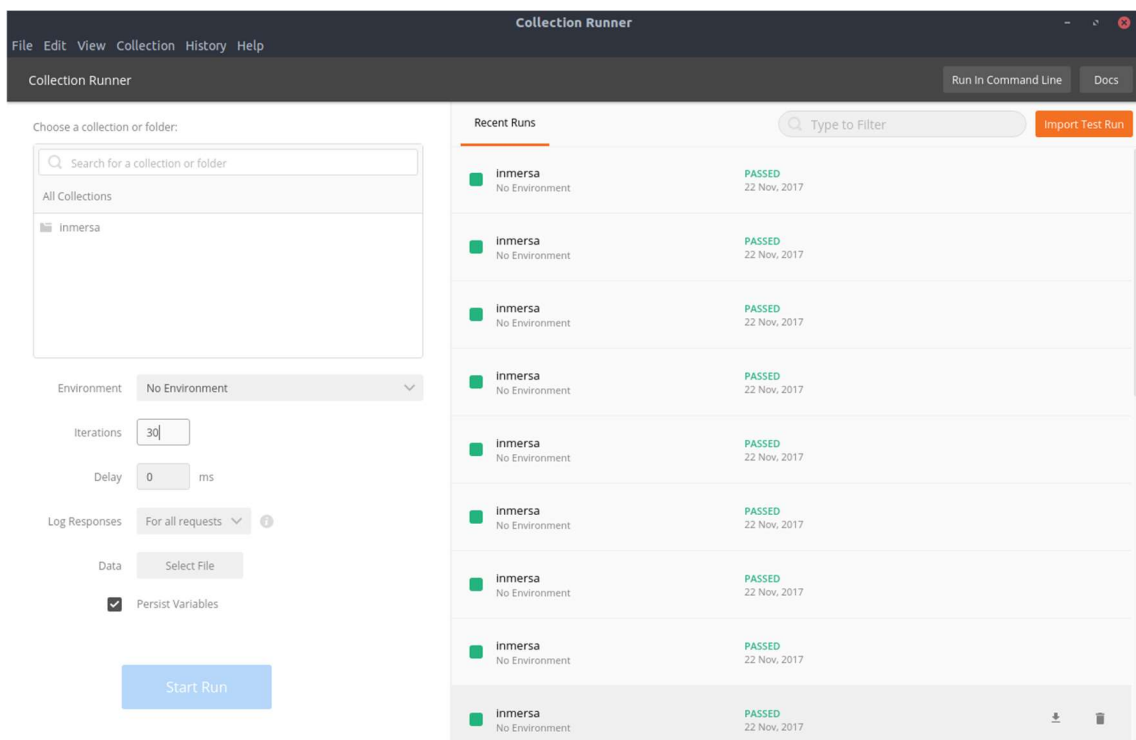 Collection Runner
File Edit View Collection History Help
Collection Runner
Run In Command Line
Docs
Choose a collection or folder:
Search for a collection or folder
All Collections
inmersa
Environment No Environment
Iterations 30
Delay 0 ms
Log Responses For all requests
Data Select File
Persist Variables
Start Run
Recent Runs
Type to Filter
Import Test Run
inmersa PASSED
No Environment 22 Nov, 2017
inmersa PASSED
No Environment 22 Nov, 2017
inmersa PASSED
No Environment 22 Nov, 2017
inmersa PASSED
No Environment 22 Nov, 2017
inmersa PASSED
No Environment 22 Nov, 2017
inmersa PASSED
No Environment 22 Nov, 2017
inmersa PASSED
No Environment 22 Nov, 2017
inmersa PASSED
No Environment 22 Nov, 2017
inmersa PASSED
No Environment 22 Nov, 2017